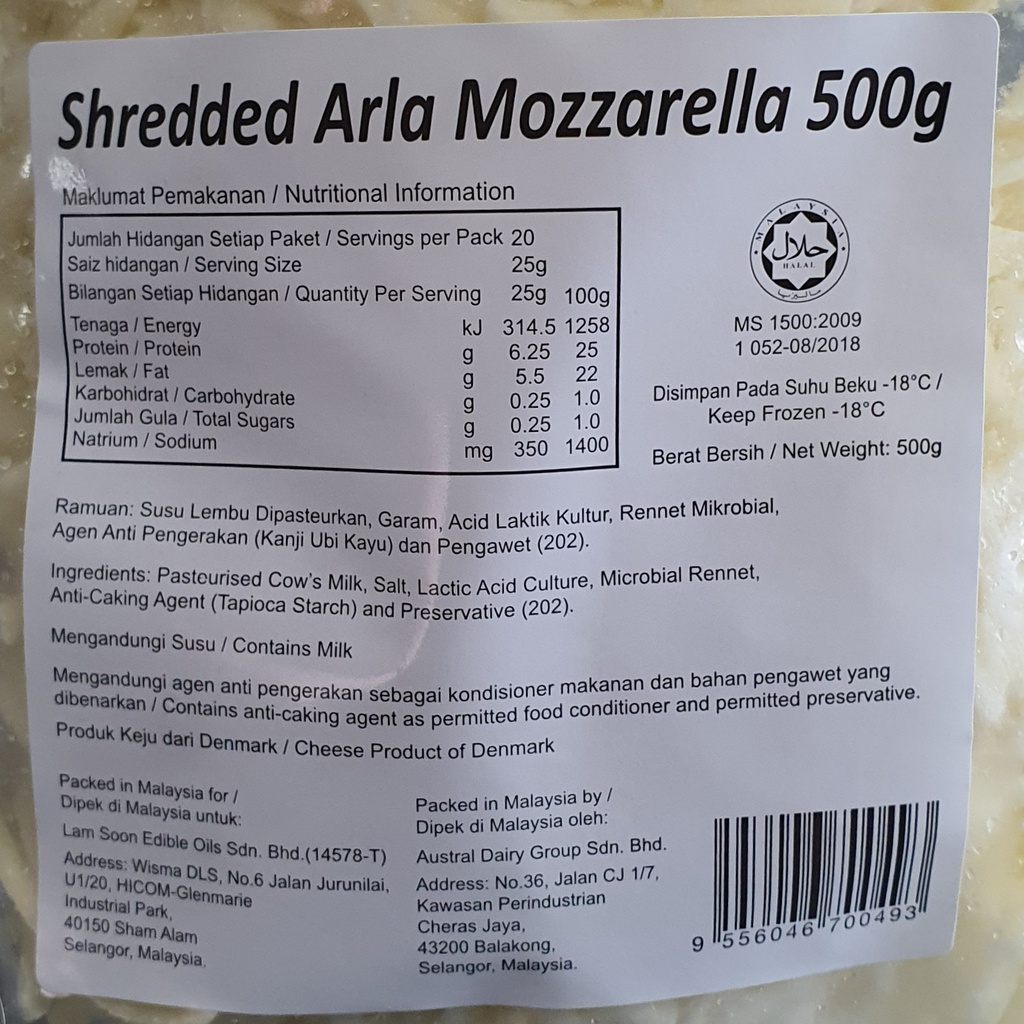 Shredded Arla Mozzarella 500g
Maklumat Pemakanan / Nutritional Information
Jumlah Hidangan Setiap Paket / Servings per Pack 20
Saiz hidangan / Serving Size 25g
Bilangan Setiap Hidangan / Quantity Per Serving 25g 100g
Tenaga / Energy kJ 314.5 1258
Protein / Protein g 6.25 25
Lemak / Fat g 5.5 22
Karbohidrat / Carbohydrate g 0.25 1.0
Jumlah Gula / Total Sugars g 0.25 1.0
Natrium / Sodium mg 350 1400
MALAYSIA
حلال
HALAL
ماليزيا
MS 1500:2009
1 052-08/2018
Disimpan Pada Suhu Beku -18°C /
Keep Frozen -18°C
Berat Bersih / Net Weight: 500g
Ramuan: Susu Lembu Dipasteurkan, Garam, Acid Laktik Kultur, Rennet Mikrobial,
Agen Anti Pengerakan (Kanji Ubi Kayu) dan Pengawet (202).
Ingredients: Pasteurised Cow's Milk, Salt, Lactic Acid Culture, Microbial Rennet,
Anti-Caking Agent (Tapioca Starch) and Preservative (202).
Mengandungi Susu / Contains Milk
Mengandungi agen anti pengerakan sebagai kondisioner makanan dan bahan pengawet yang
dibenarkan / Contains anti-caking agent as permitted food conditioner and permitted preservative.
Produk Keju dari Denmark / Cheese Product of Denmark
Packed in Malaysia for /
Dipek di Malaysia untuk:
Lam Soon Edible Oils Sdn. Bhd.(14578-T)
Address: Wisma DLS, No.6 Jalan Jurunilai,
U1/20, HICOM-Glenmarie
Industrial Park,
40150 Sham Alam
Selangor, Malaysia.
Packed in Malaysia by /
Dipek di Malaysia oleh:
Austral Dairy Group Sdn. Bhd.
Address: No.36, Jalan CJ 1/7,
Kawasan Perindustrian
Cheras Jaya,
43200 Balakong,
Selangor, Malaysia.
9 556046 700493